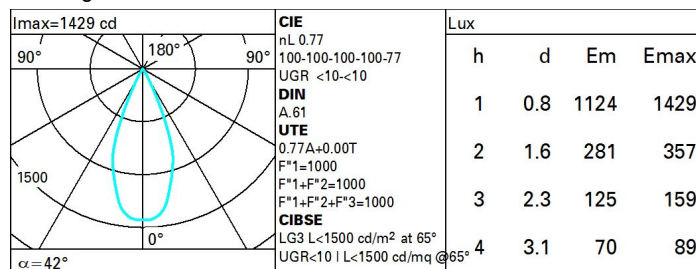 Imax=1429 cd
90° 180° 90°
1500
0°
α=42°
CIE
nL 0.77
100-100-100-100-77
UGR <10-<10
DIN
A.61
UTE
0.77A+0.00T
F"1=1000
F"1+F"2=1000
F"1+F"2+F"3=1000
CIBSE
LG3 L<1500 cd/m² at 65°
UGR<10 | L<1500 cd/mq @65°
Lux
h d Em Emax
1 0.8 1124 1429
2 1.6 281 357
3 2.3 125 159
4 3.1 70 89